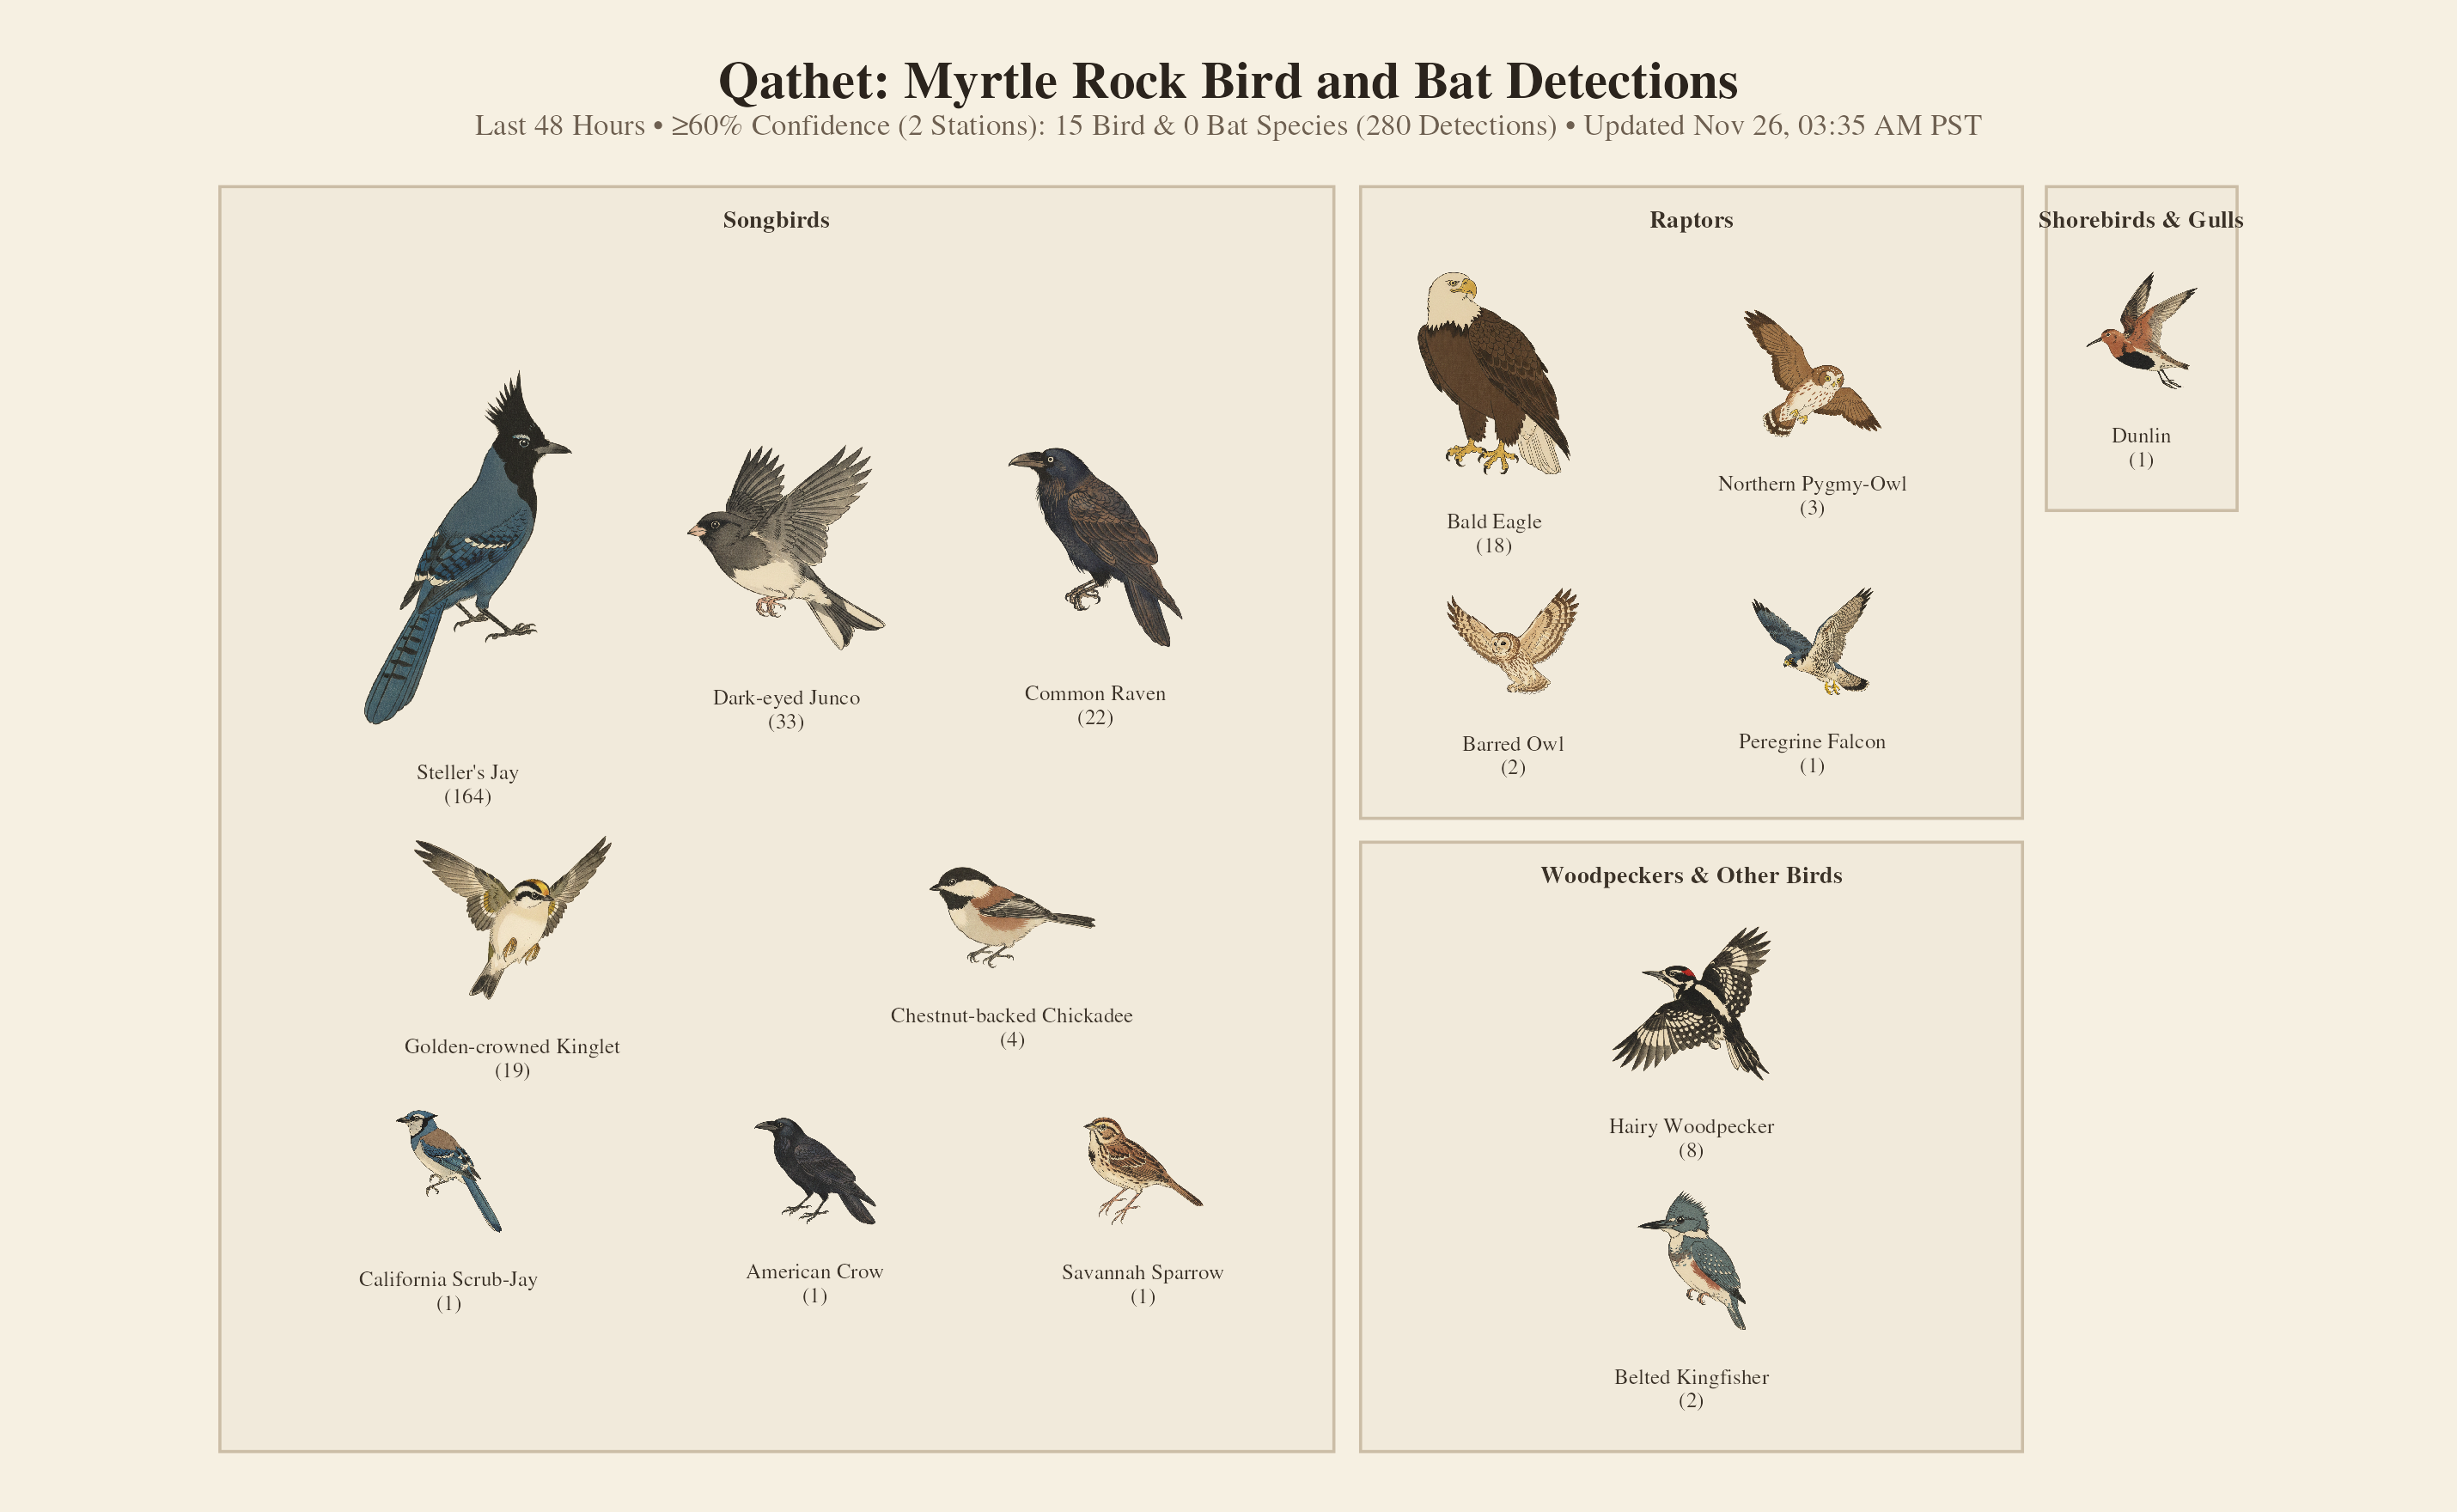 Qathet: Myrtle Rock Bird and Bat Detections
Last 48 Hours • ≥60% Confidence (2 Stations): 15 Bird & 0 Bat Species (280 Detections) • Updated Nov 26, 03:35 AM PST
Songbirds
Steller's Jay
(164)
Dark-eyed Junco
(33)
Common Raven
(22)
Golden-crowned Kinglet
(19)
Chestnut-backed Chickadee
(4)
California Scrub-Jay
(1)
American Crow
(1)
Savannah Sparrow
(1)
Raptors
Bald Eagle
(18)
Northern Pygmy-Owl
(3)
Barred Owl
(2)
Peregrine Falcon
(1)
Woodpeckers & Other Birds
Hairy Woodpecker
(8)
Belted Kingfisher
(2)
Shorebirds & Gulls
Dunlin
(1)